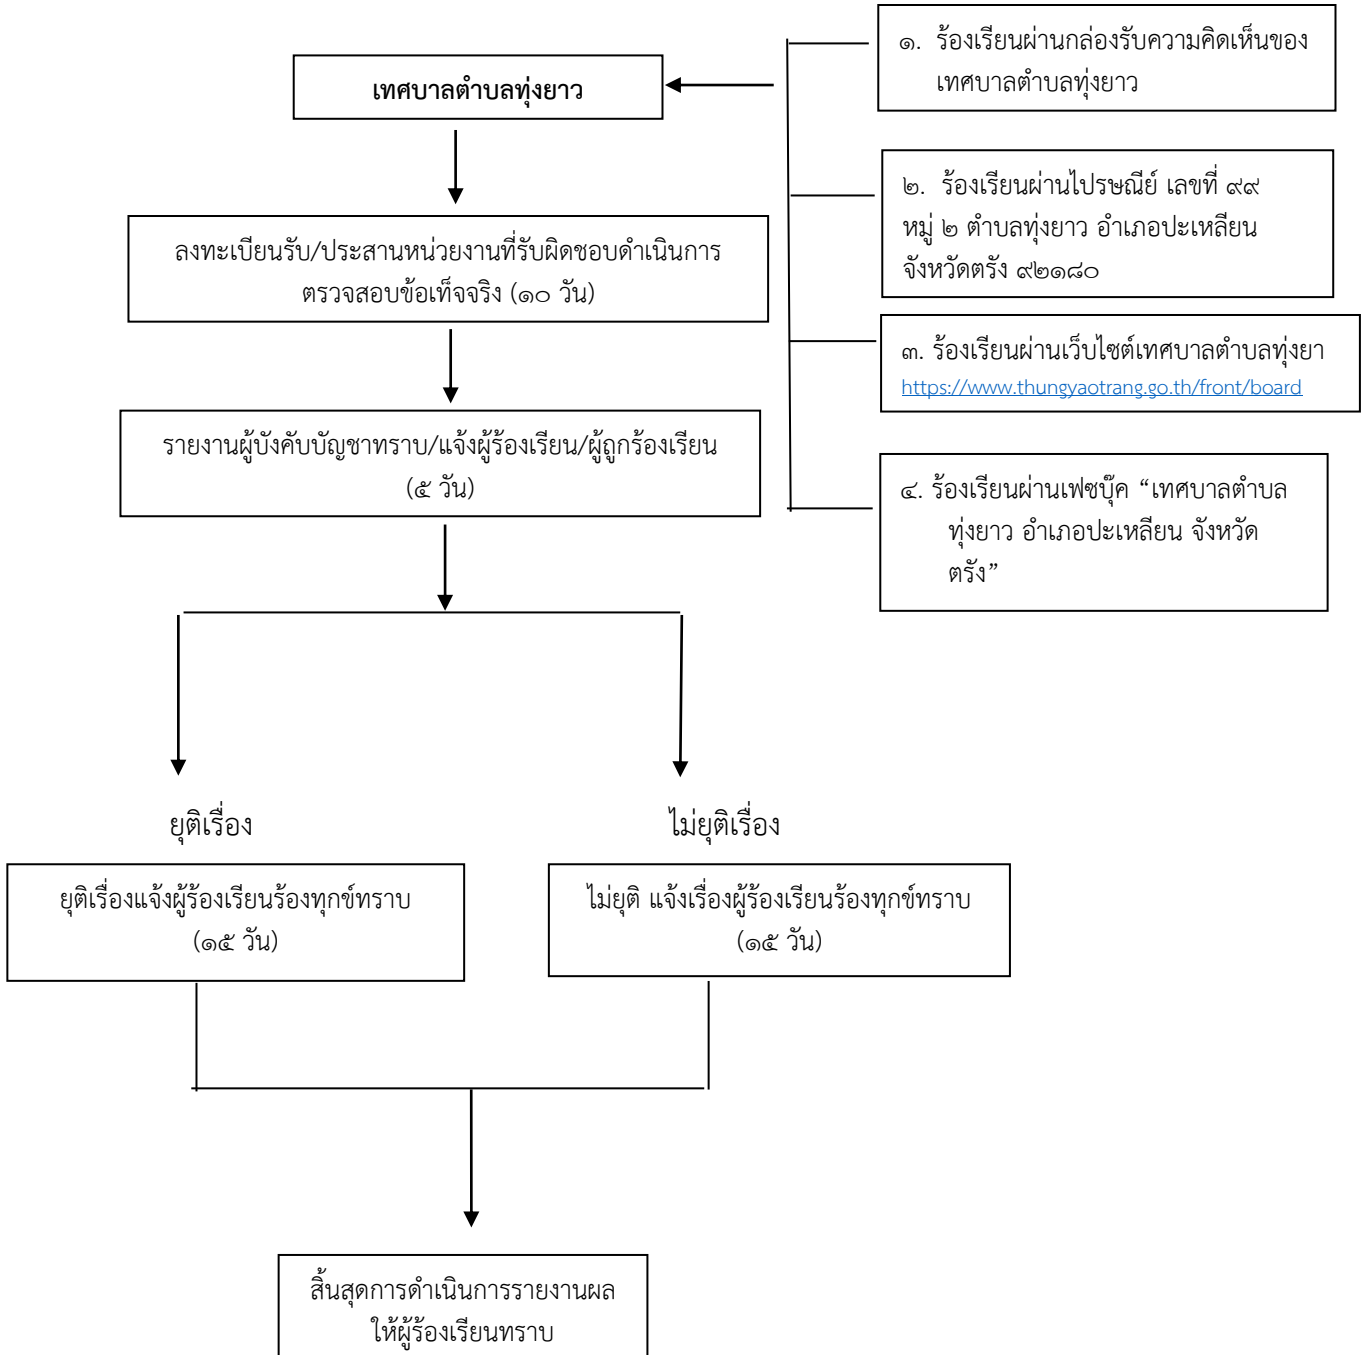 เทศบาลตำบลทุ่งยาว
๑. ร้องเรียนผ่านกล่องรับความคิดเห็นของ
เทศบาลตำบลทุ่งยาว
๒. ร้องเรียนผ่านไปรษณีย์ เลขที่ ๙๙
หมู่ ๒ ตำบลทุ่งยาว อำเภอปะเหลียน
จังหวัดตรัง ๙๒๑๘๐
๓. ร้องเรียนผ่านเว็บไซต์เทศบาลตำบลทุ่งยา
https://www.thungyaotrang.go.th/front/board
๔. ร้องเรียนผ่านเฟซบุ๊ค “เทศบาลตำบล
ทุ่งยาว อำเภอปะเหลียน จังหวัด
ตรัง”
ลงทะเบียนรับ/ประสานหน่วยงานที่รับผิดชอบดำเนินการ
ตรวจสอบข้อเท็จจริง (๑๐ วัน)
รายงานผู้บังคับบัญชาทราบ/แจ้งผู้ร้องเรียน/ผู้ถูกร้องเรียน
(๕ วัน)
ยุติเรื่อง
ไม่ยุติเรื่อง
ยุติเรื่องแจ้งผู้ร้องเรียนร้องทุกข์ทราบ
(๑๕ วัน)
ไม่ยุติ แจ้งเรื่องผู้ร้องเรียนร้องทุกข์ทราบ
(๑๕ วัน)
สิ้นสุดการดำเนินการรายงานผล
ให้ผู้ร้องเรียนทราบ